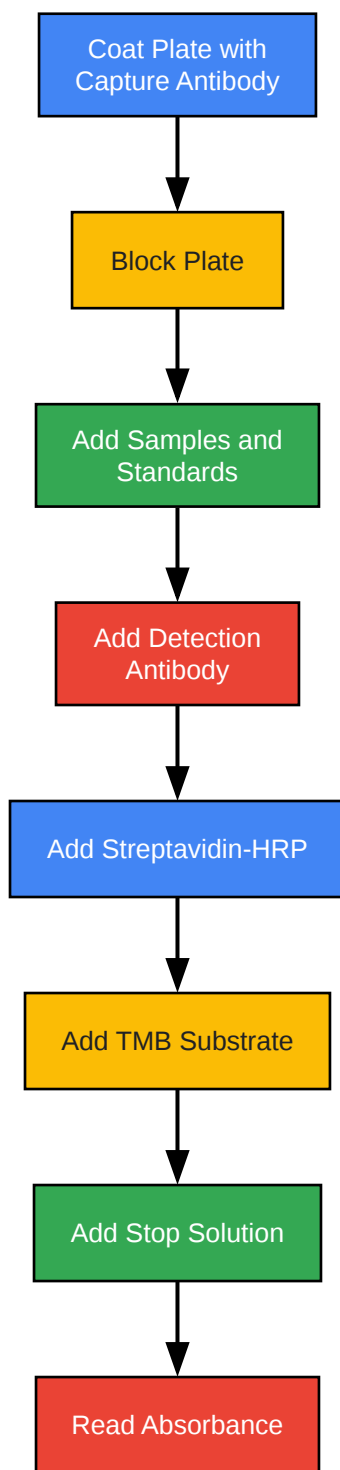 Coat Plate with
Capture Antibody
Block Plate
Add Samples and
Standards
Add Detection
Antibody
Add Streptavidin-HRP
Add TMB Substrate
Add Stop Solution
Read Absorbance